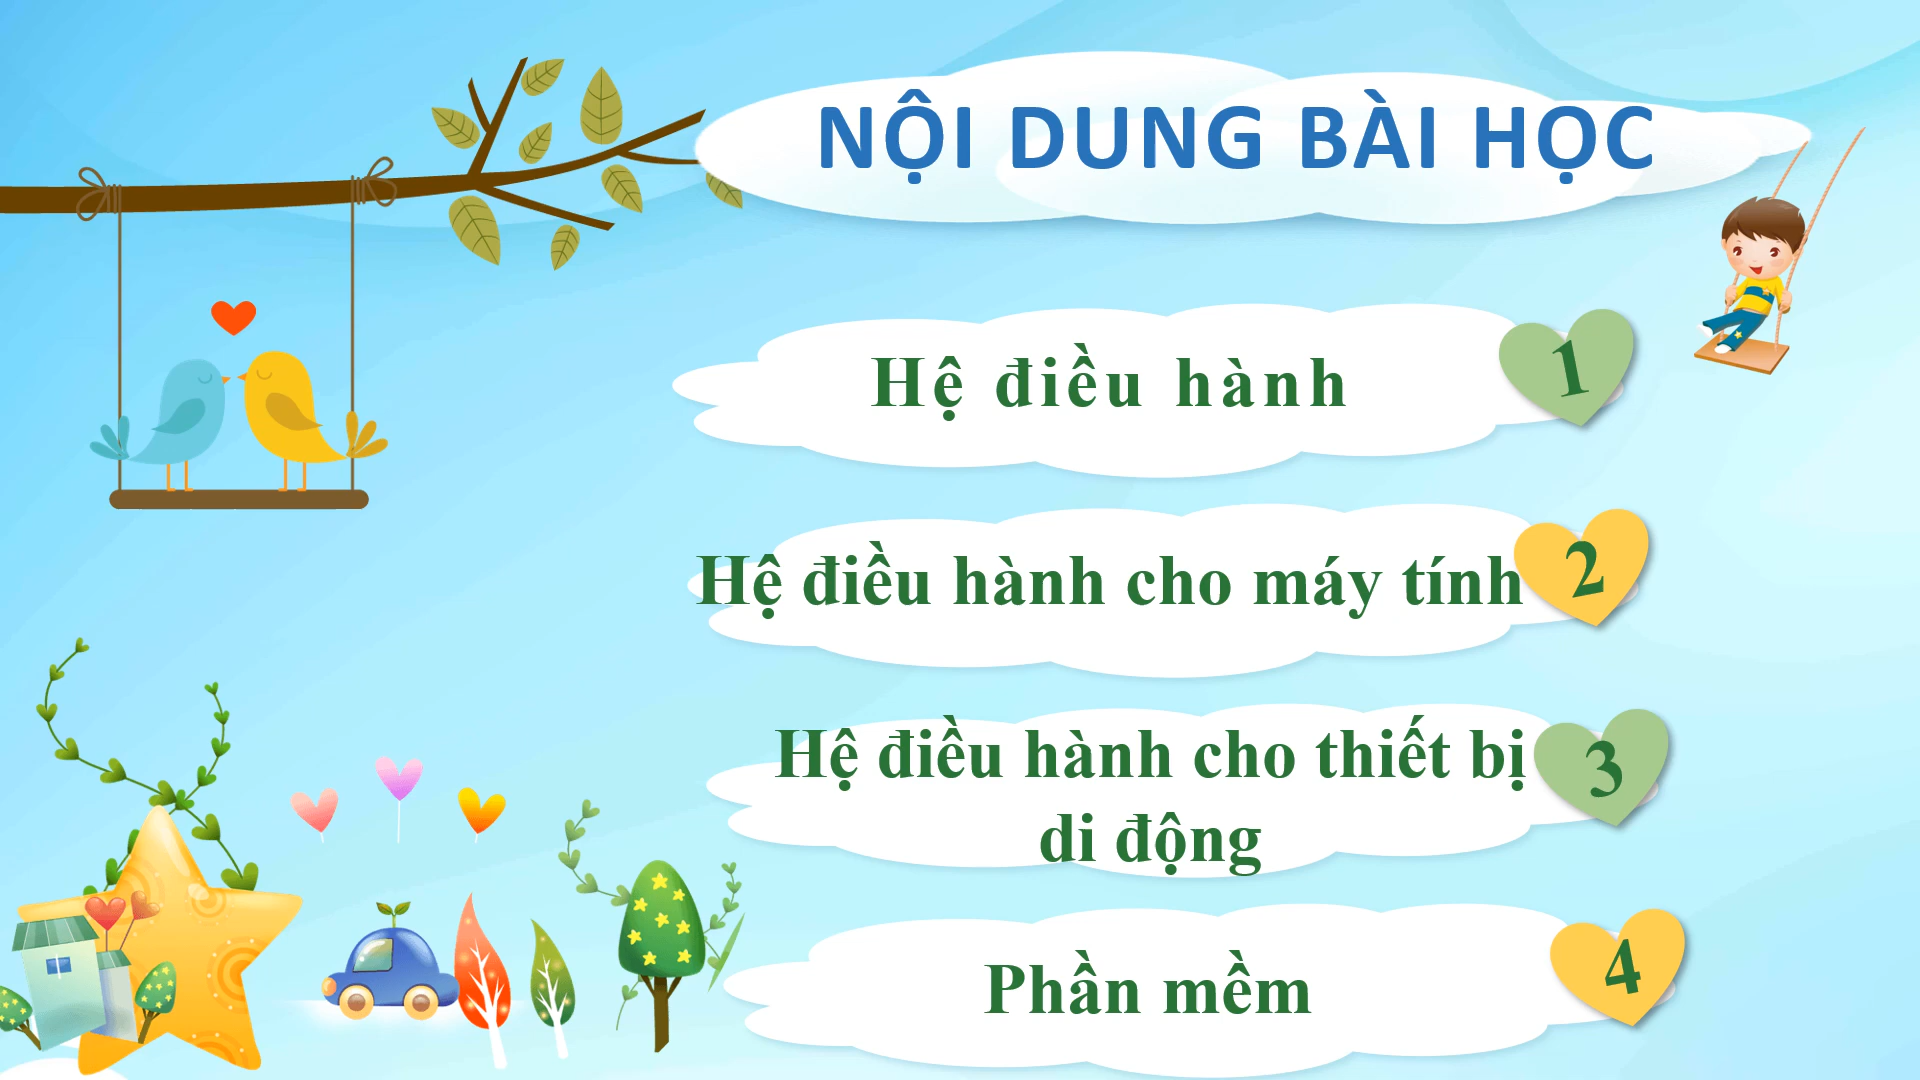 NỘI DUNG BÀI HỌC
Hệ điều hành
1
Hệ điều hành cho máy tính
2
Hệ điều hành cho thiết bị
di động
3
Phần mềm
4